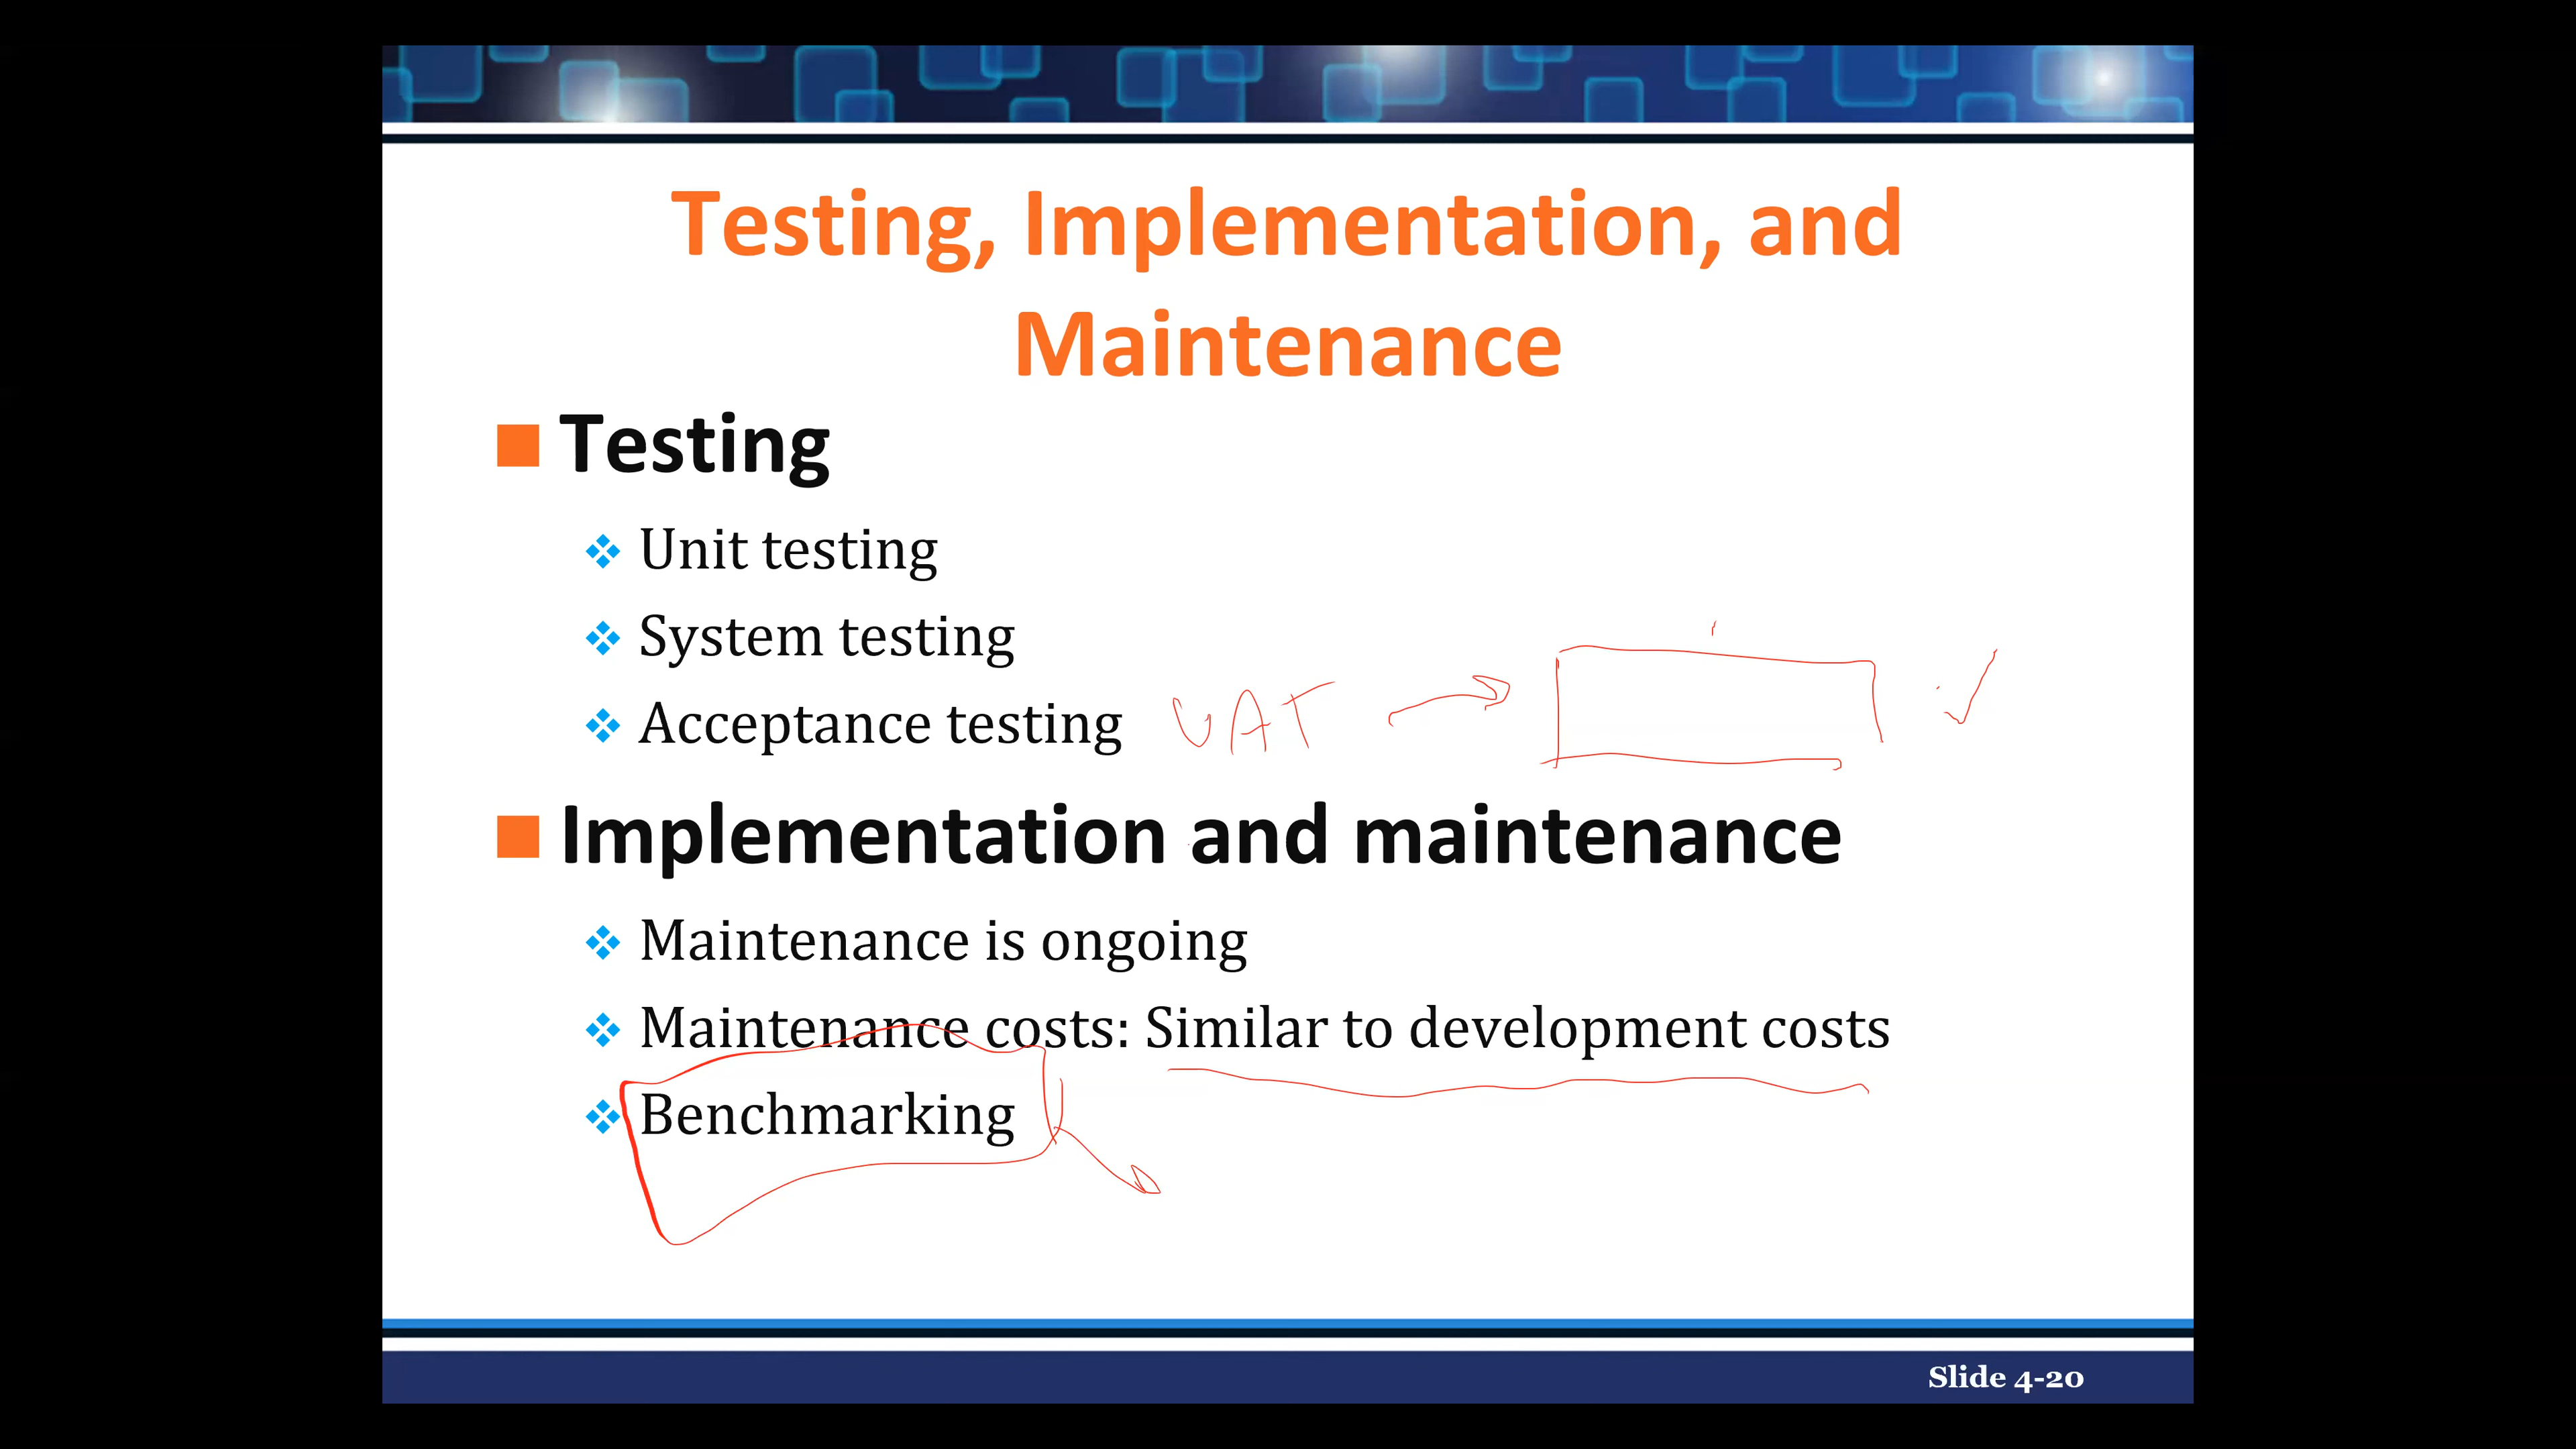 Testing, Implementation, and
Maintenance
Testing
Unit testing
System testing
Acceptance testing UAT
Implementation and maintenance
Maintenance is ongoing
Maintenance costs: Similar to development costs
Benchmarking
Slide 4-20